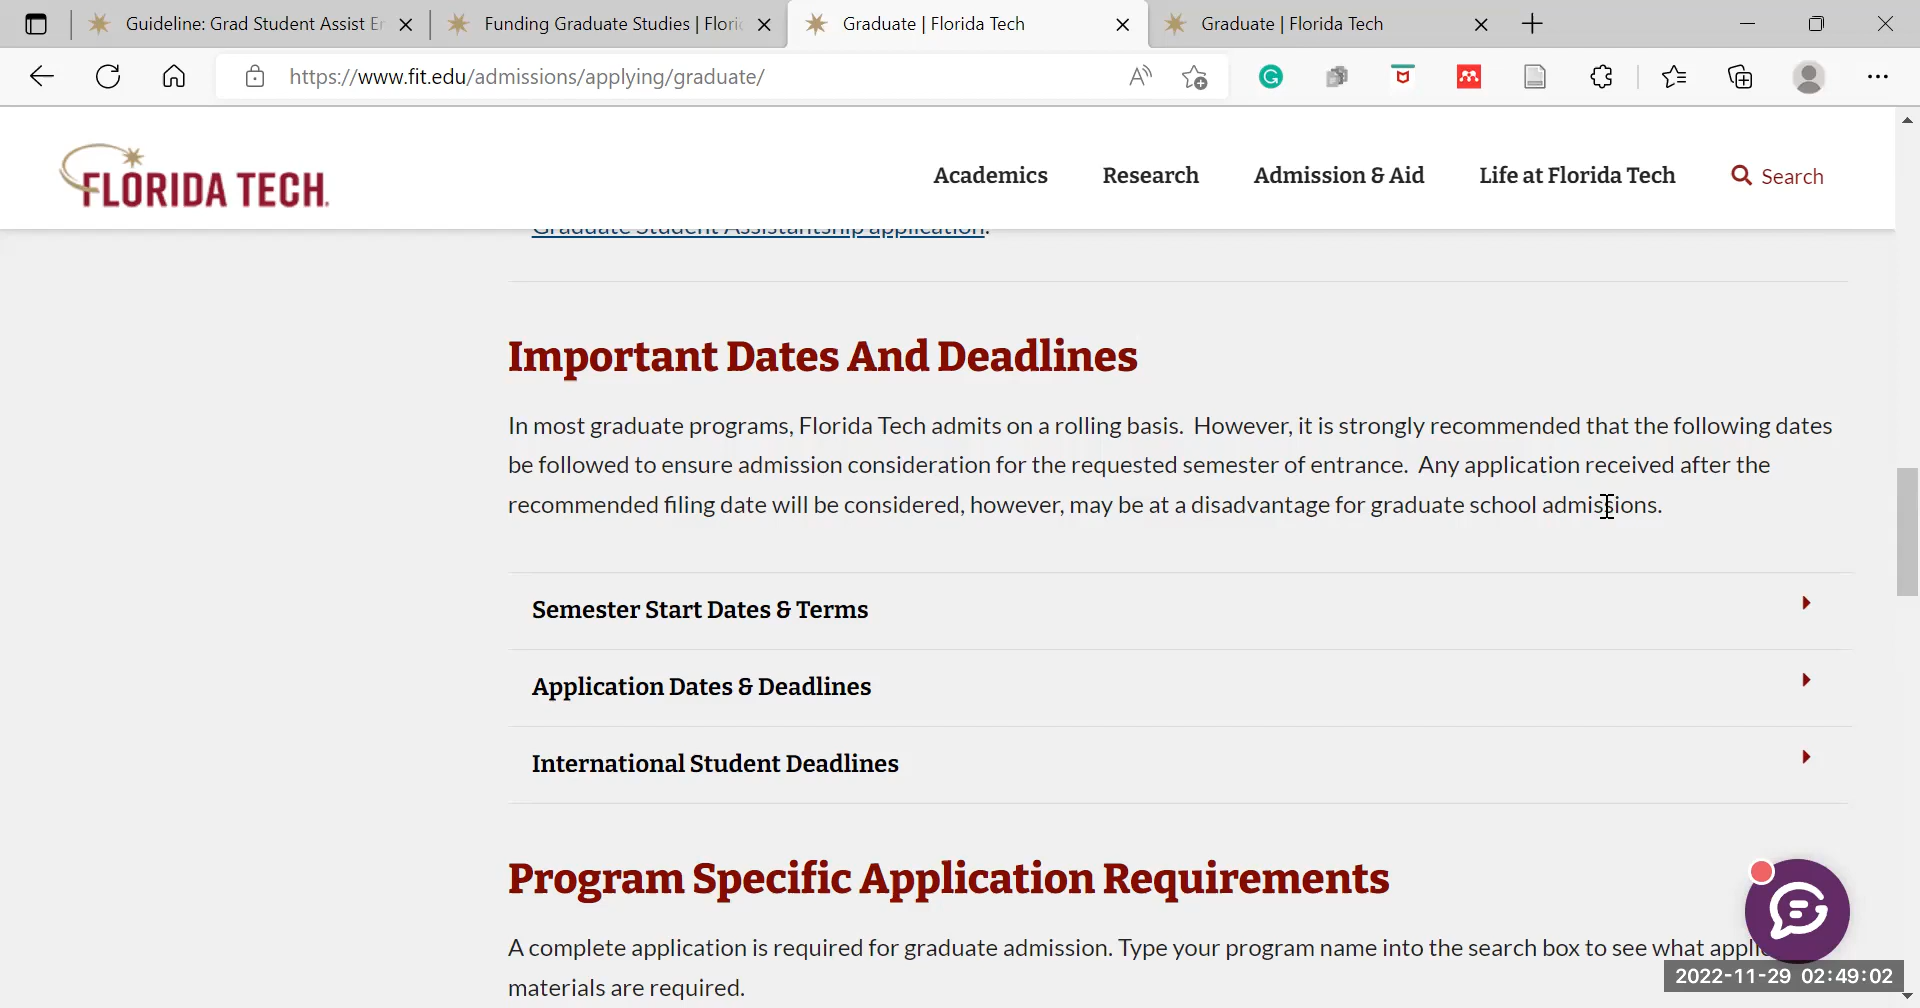 Guideline: Grad Student Assist Er
Funding Graduate Studies | Flori
Graduate | Florida Tech
Graduate | Florida Tech
https://www.fit.edu/admissions/applying/graduate/
FLORIDA TECH
Academics
Research
Admission & Aid
Life at Florida Tech
Search
Graduate Student Assistantship application.
Important Dates And Deadlines
In most graduate programs, Florida Tech admits on a rolling basis. However, it is strongly recommended that the following dates
be followed to ensure admission consideration for the requested semester of entrance. Any application received after the
recommended filing date will be considered, however, may be at a disadvantage for graduate school admissions.
Semester Start Dates & Terms
Application Dates & Deadlines
International Student Deadlines
Program Specific Application Requirements
A complete application is required for graduate admission. Type your program name into the search box to see what appli
materials are required.
2022-11-29 02:49:02